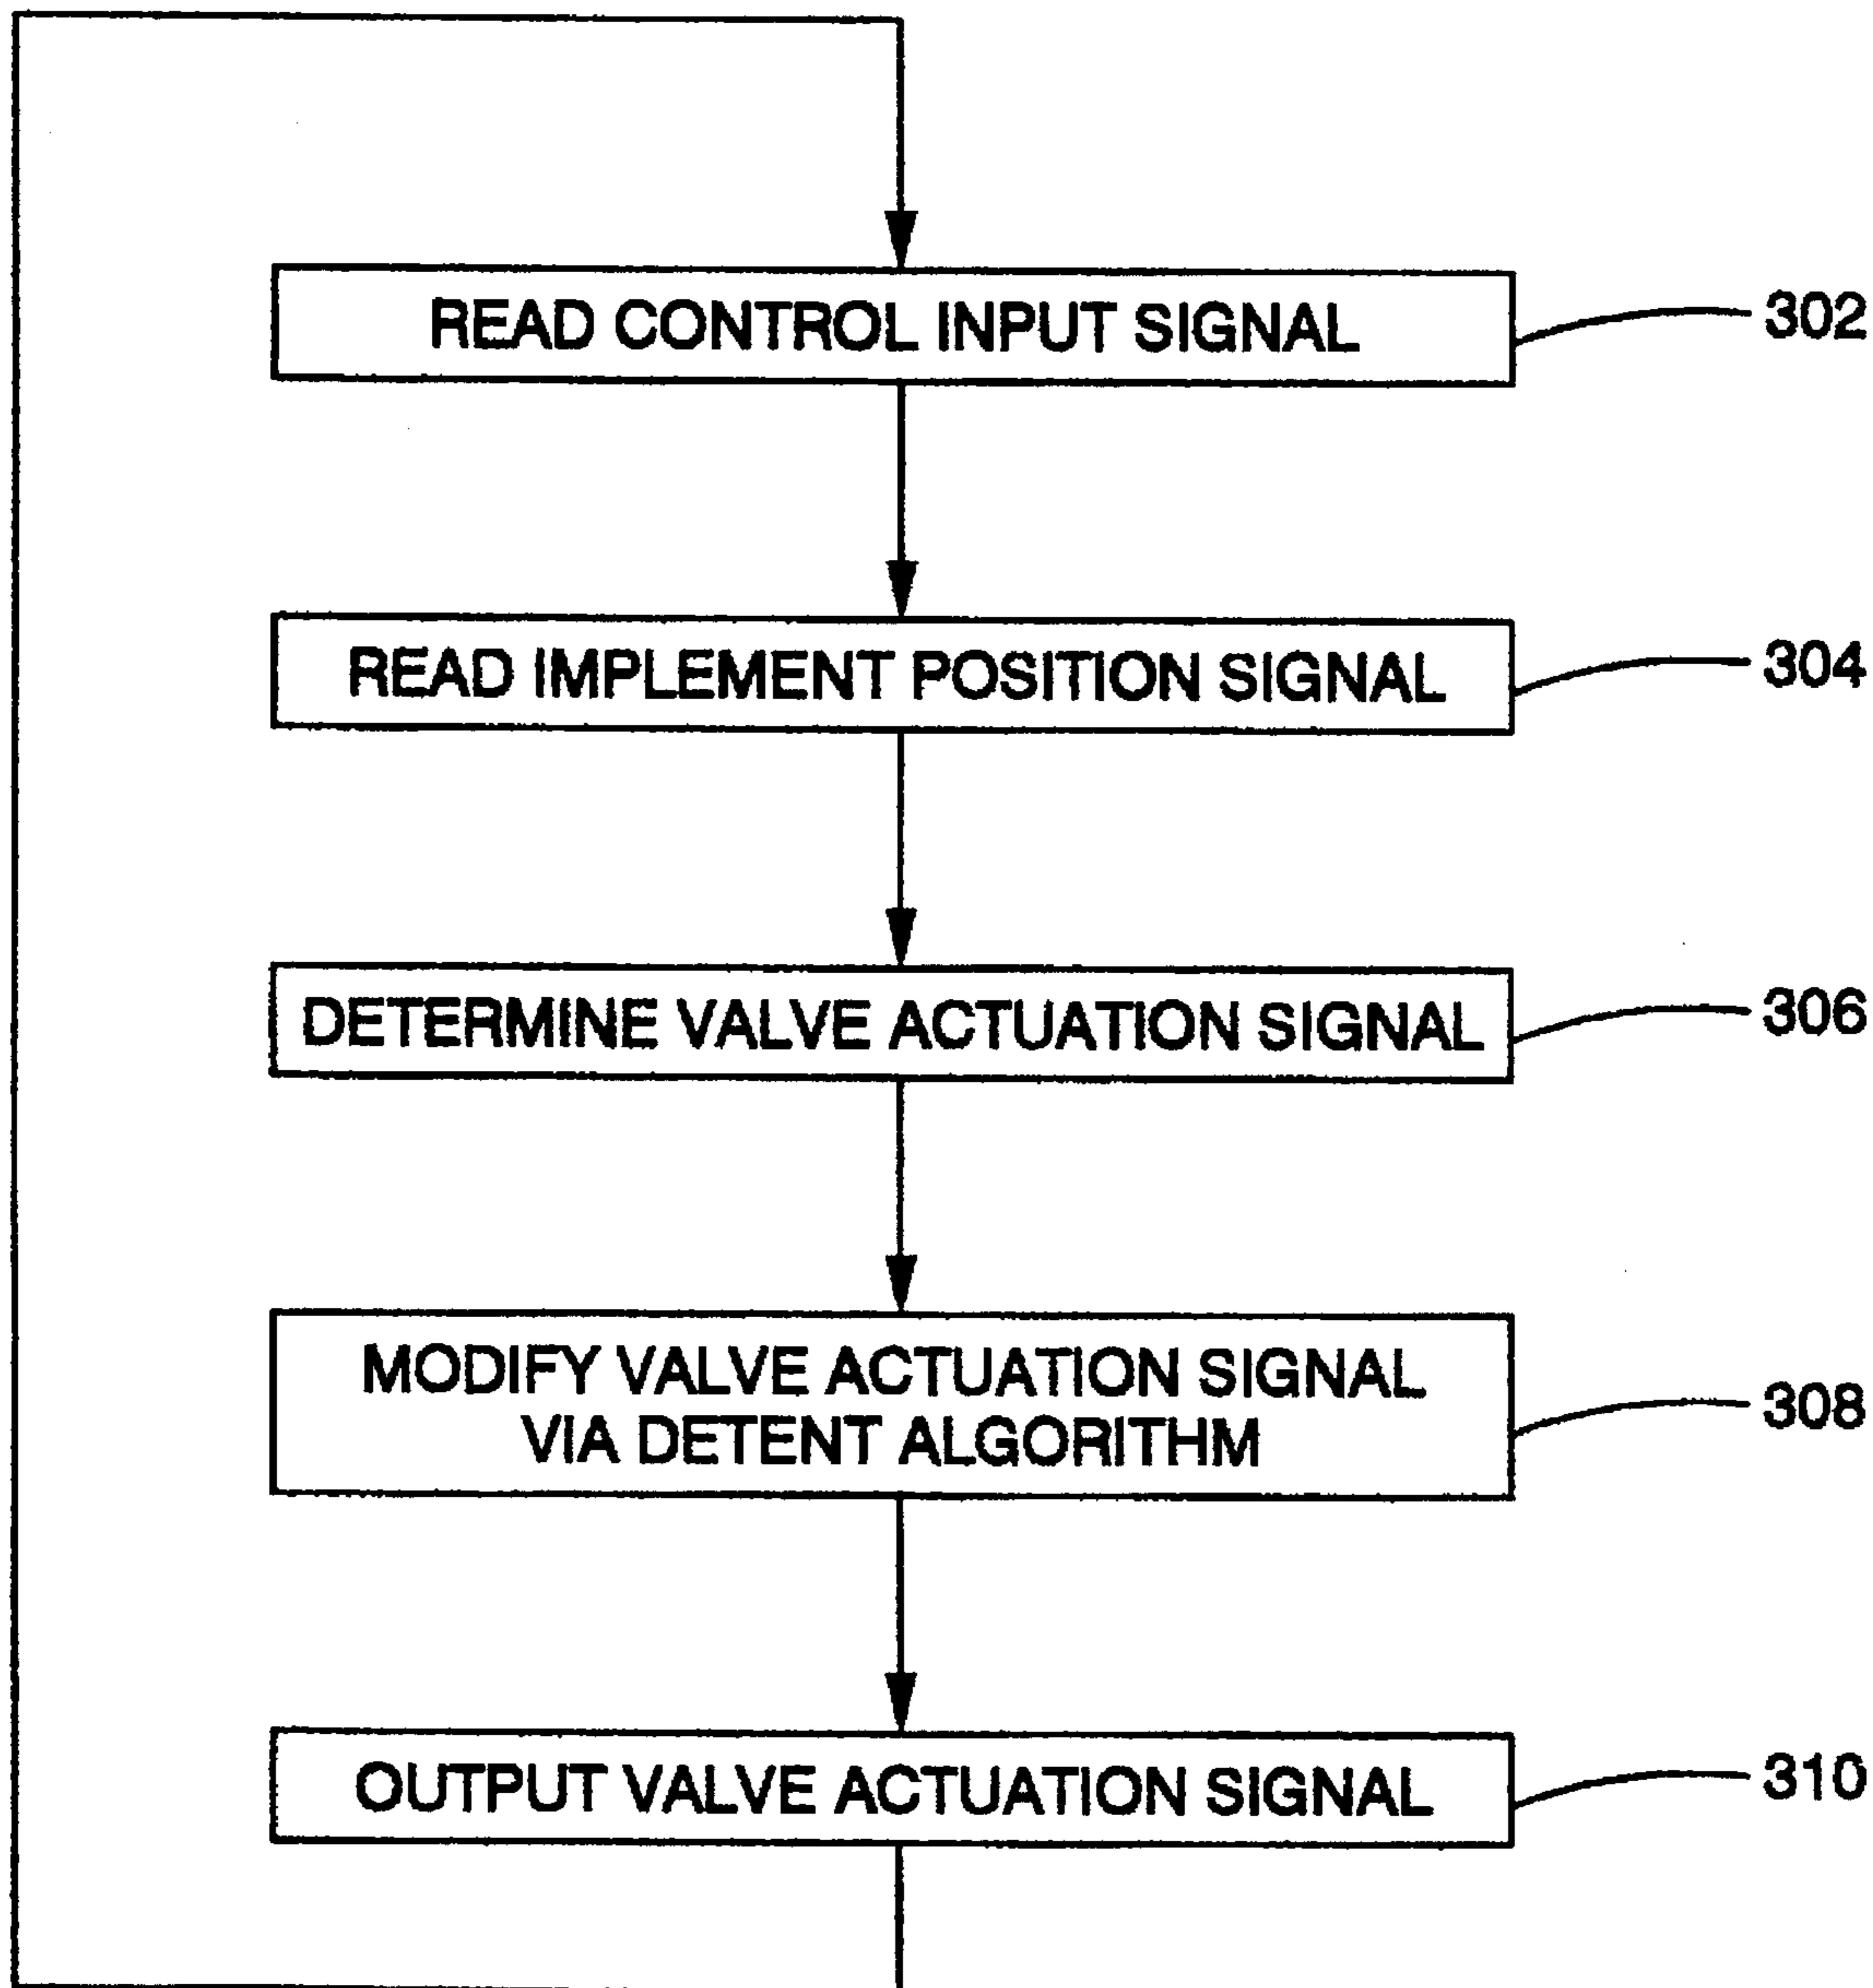 READ CONTROL INPUT SIGNAL
302
READ IMPLEMENT POSITION SIGNAL
304
DETERMINE VALVE ACTUATION SIGNAL
306
MODIFY VALVE ACTUATION SIGNAL
VIA DETENT ALGORITHM
308
OUTPUT VALVE ACTUATION SIGNAL
310